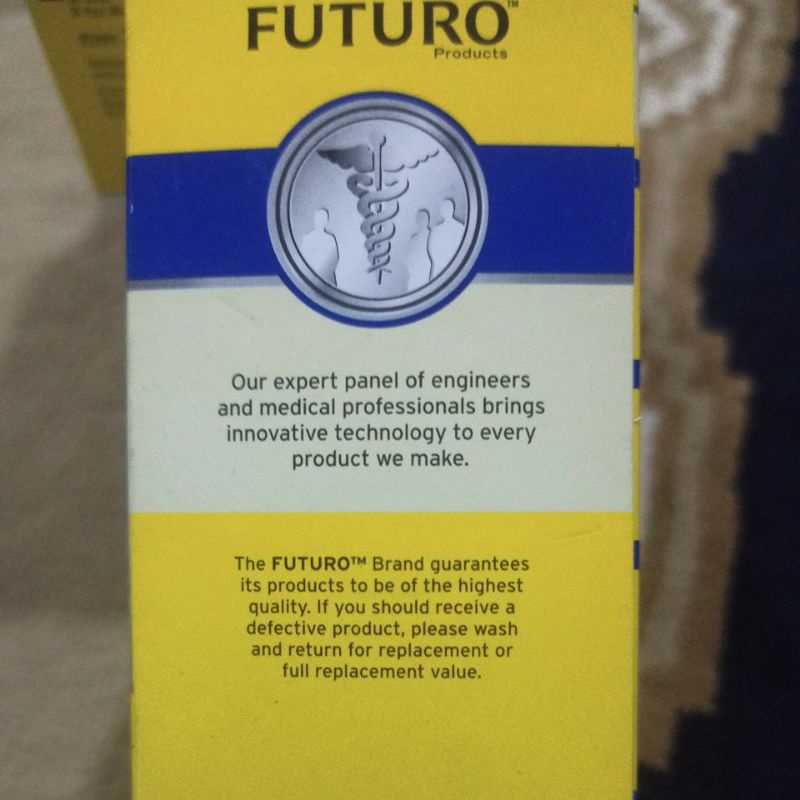 FUTURO™
Products
Our expert panel of engineers
and medical professionals brings
innovative technology to every
product we make.
The FUTURO™ Brand guarantees
its products to be of the highest
quality. If you should receive a
defective product, please wash
and return for replacement or
full replacement value.